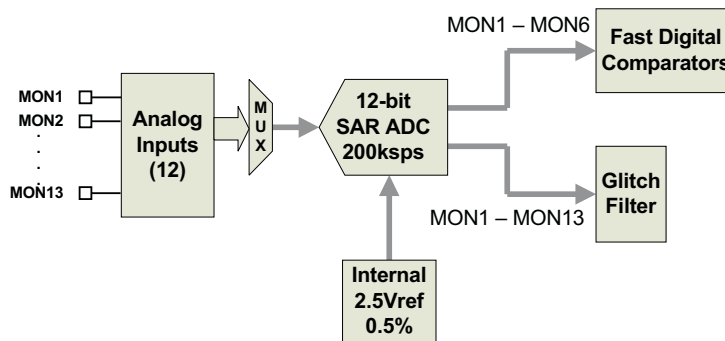 MON1
MON2
.
.
.
.
MON13
Analog
Inputs
(12)
MUX
12-bit
SAR ADC
200ksps
Internal
2.5Vref
0.5%
MON1 – MON6
Fast Digital
Comparators
MON1 – MON13
Glitch
Filter